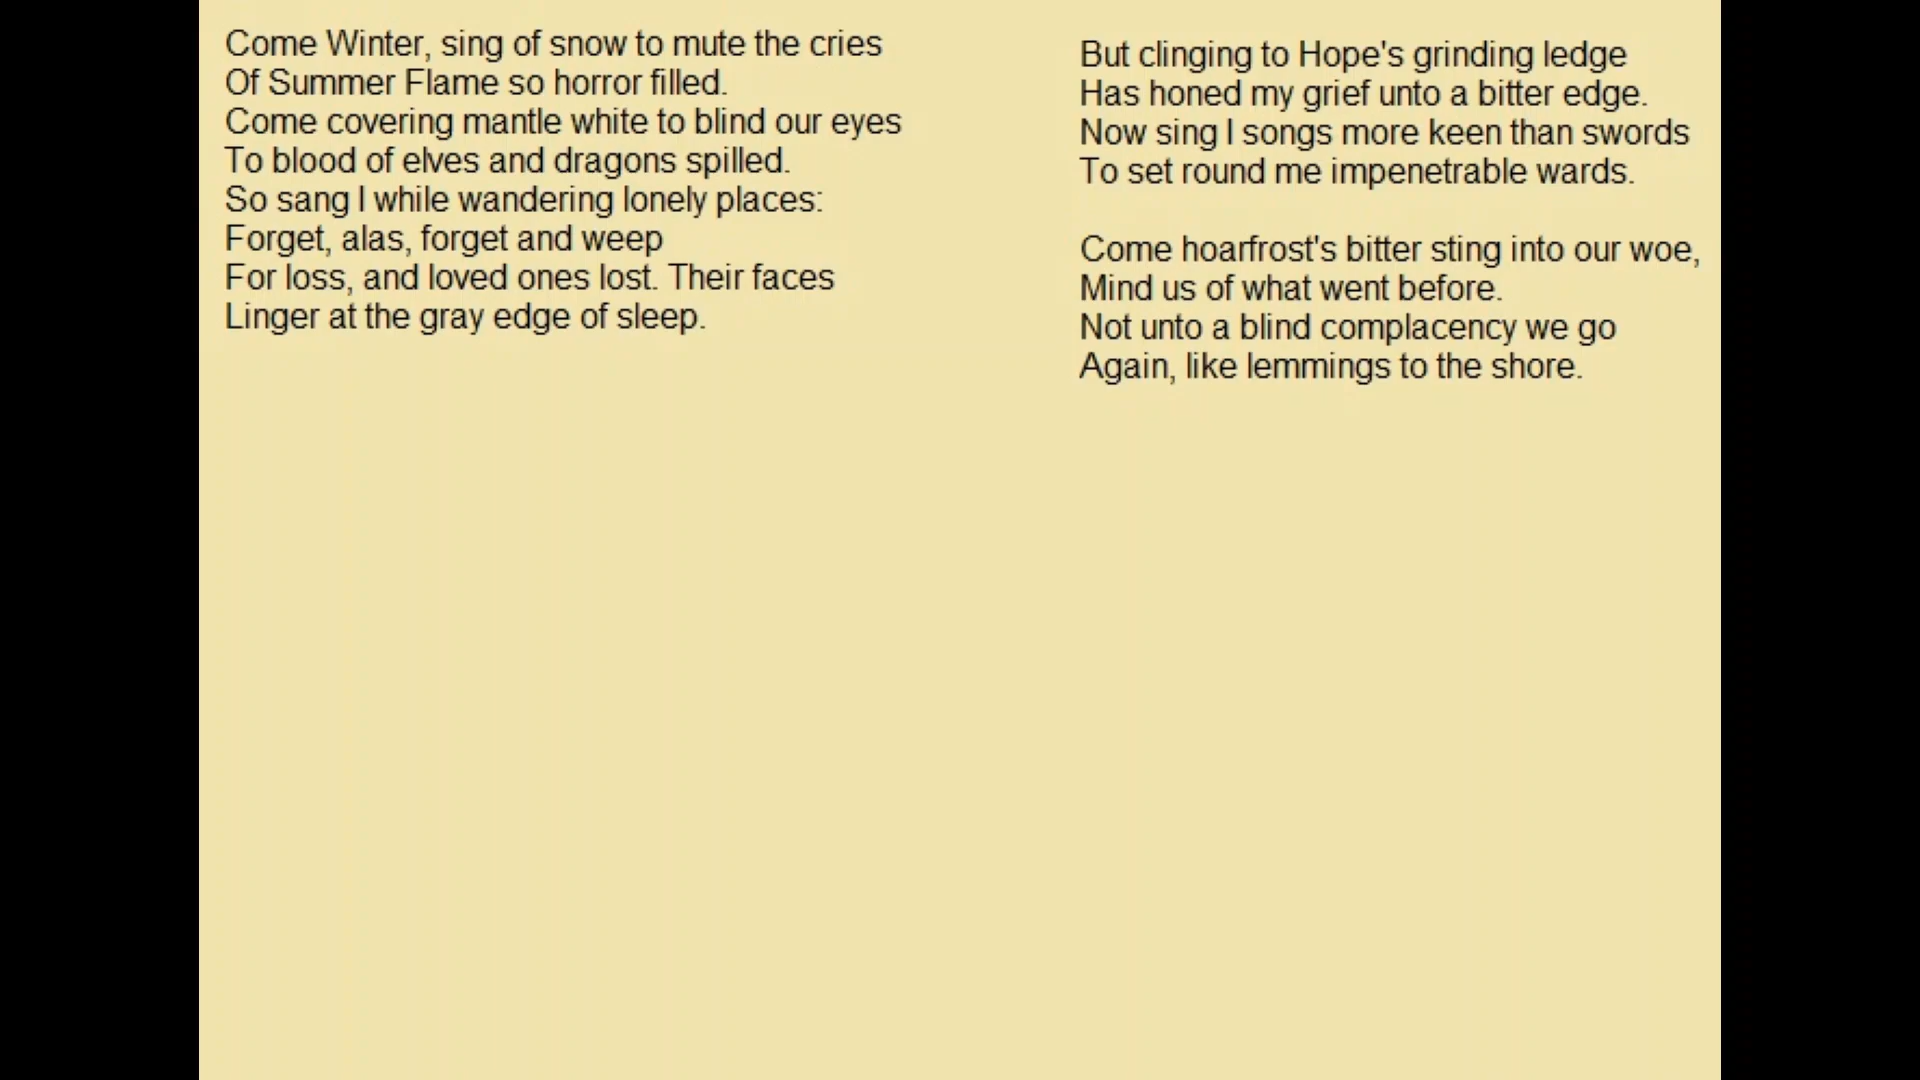 Come Winter, sing of snow to mute the cries
Of Summer Flame so horror filled.
Come covering mantle white to blind our eyes
To blood of elves and dragons spilled.
So sang I while wandering lonely places:
Forget, alas, forget and weep
For loss, and loved ones lost. Their faces
Linger at the gray edge of sleep.
But clinging to Hope's grinding ledge
Has honed my grief unto a bitter edge.
Now sing I songs more keen than swords
To set round me impenetrable wards.
Come hoarfrost's bitter sting into our woe,
Mind us of what went before.
Not unto a blind complacency we go
Again, like lemmings to the shore.